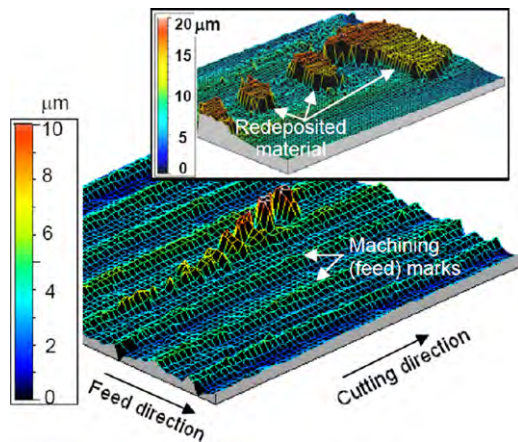 20 μm
15
10
5
0
Redeposited
material
μm
10
8
6
4
2
0
Machining
(feed) marks
Feed direction
Cutting direction